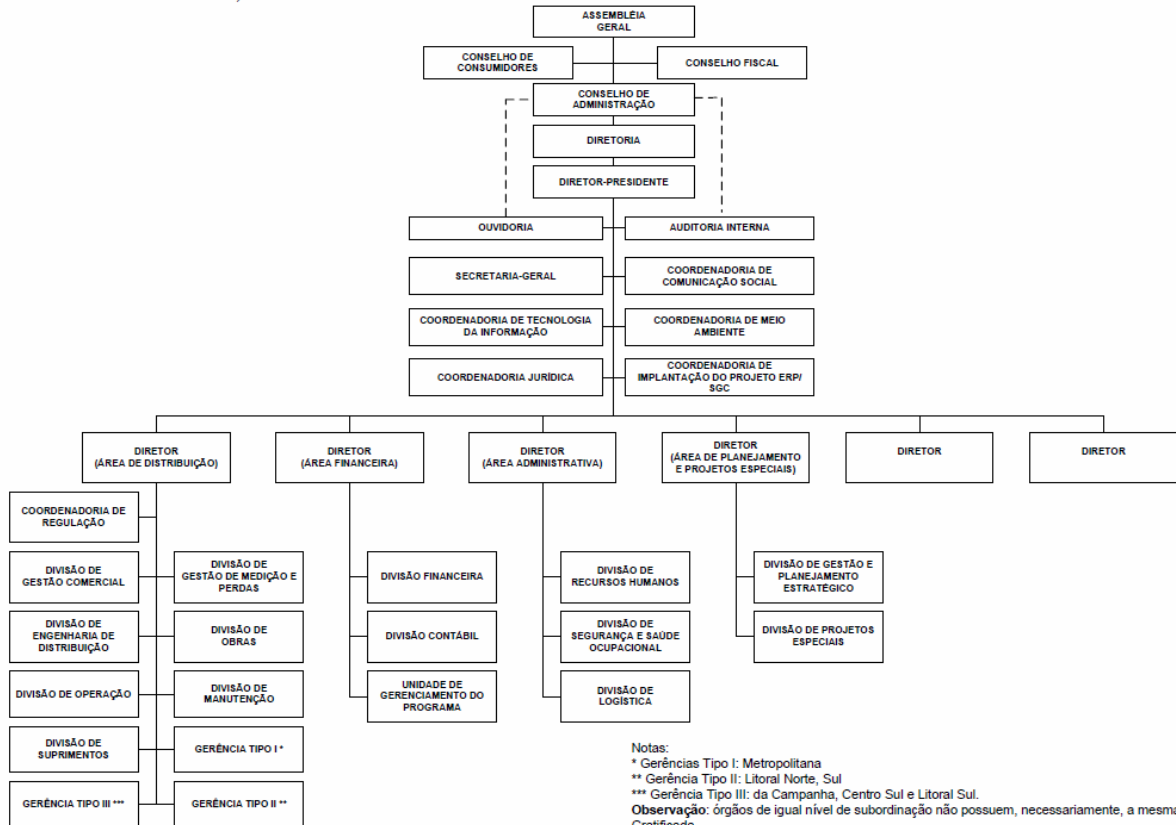 ASSEMBLÉIA
GERAL
CONSELHO DE
CONSUMIDORES
CONSELHO FISCAL
CONSELHO DE
ADMINISTRAÇÃO
DIRETORIA
DIRETOR-PRESIDENTE
OUVIDORIA
AUDITORIA INTERNA
SECRETARIA-GERAL
COORDENADORIA DE
COMUNICAÇÃO SOCIAL
COORDENADORIA DE TECNOLOGIA
DA INFORMAÇÃO
COORDENADORIA DE MEIO
AMBIENTE
COORDENADORIA JURÍDICA
COORDENADORIA DE
IMPLANTAÇÃO DO PROJETO ERP/
SGC
DIRETOR
(ÁREA DE DISTRIBUIÇÃO)
DIRETOR
(ÁREA FINANCEIRA)
DIRETOR
(ÁREA ADMINISTRATIVA)
DIRETOR
(ÁREA DE PLANEJAMENTO
E PROJETOS ESPECIAIS)
DIRETOR
DIRETOR
COORDENADORIA DE
REGULAÇÃO
DIVISÃO DE
GESTÃO COMERCIAL
DIVISÃO DE
GESTÃO DE MEDIÇÃO E
PERDAS
DIVISÃO FINANCEIRA
DIVISÃO DE
RECURSOS HUMANOS
DIVISÃO DE GESTÃO E
PLANEJAMENTO
ESTRATÉGICO
DIVISÃO DE
ENGENHARIA DE
DISTRIBUIÇÃO
DIVISÃO DE
OBRAS
DIVISÃO CONTÁBIL
DIVISÃO DE
SEGURANÇA E SAÚDE
OCUPACIONAL
DIVISÃO DE PROJETOS
ESPECIAIS
DIVISÃO DE OPERAÇÃO
DIVISÃO DE
MANUTENÇÃO
UNIDADE DE
GERENCIAMENTO DO
PROGRAMA
DIVISÃO DE
LOGÍSTICA
DIVISÃO DE
SUPRIMENTOS
GERÊNCIA TIPO I *
GERÊNCIA TIPO III ***
GERÊNCIA TIPO II **
Notas:
* Gerências Tipo I: Metropolitana
** Gerência Tipo II: Litoral Norte, Sul
*** Gerência Tipo III: da Campanha, Centro Sul e Litoral Sul.
Observação: órgãos de igual nível de subordinação não possuem, necessariamente, a mesma
Gratificada